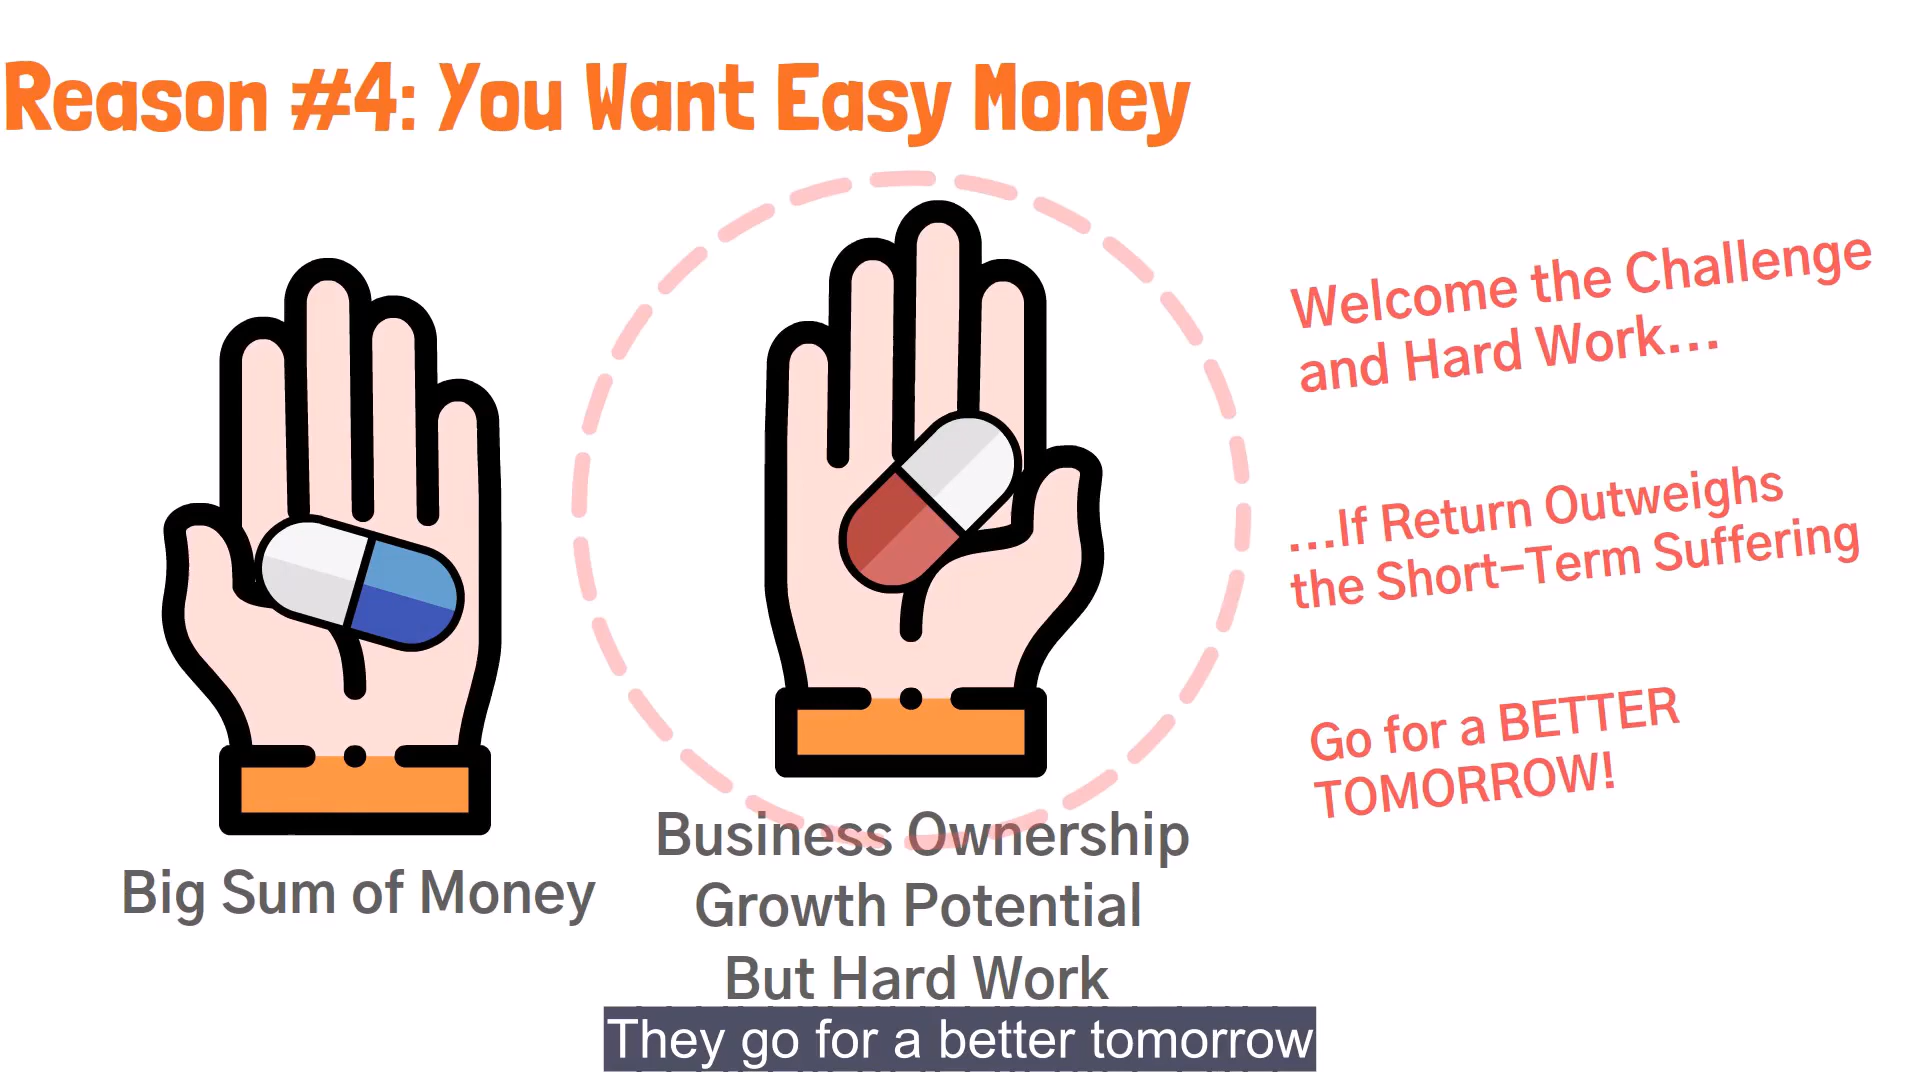 Reason #4: You Want Easy Money
Welcome the Challenge
and Hard Work...
...If Return Outweighs
the Short-Term Suffering
Go for a BETTER
TOMORROW!
Big Sum of Money
Business Ownership
Growth Potential
But Hard Work
They go for a better tomorrow